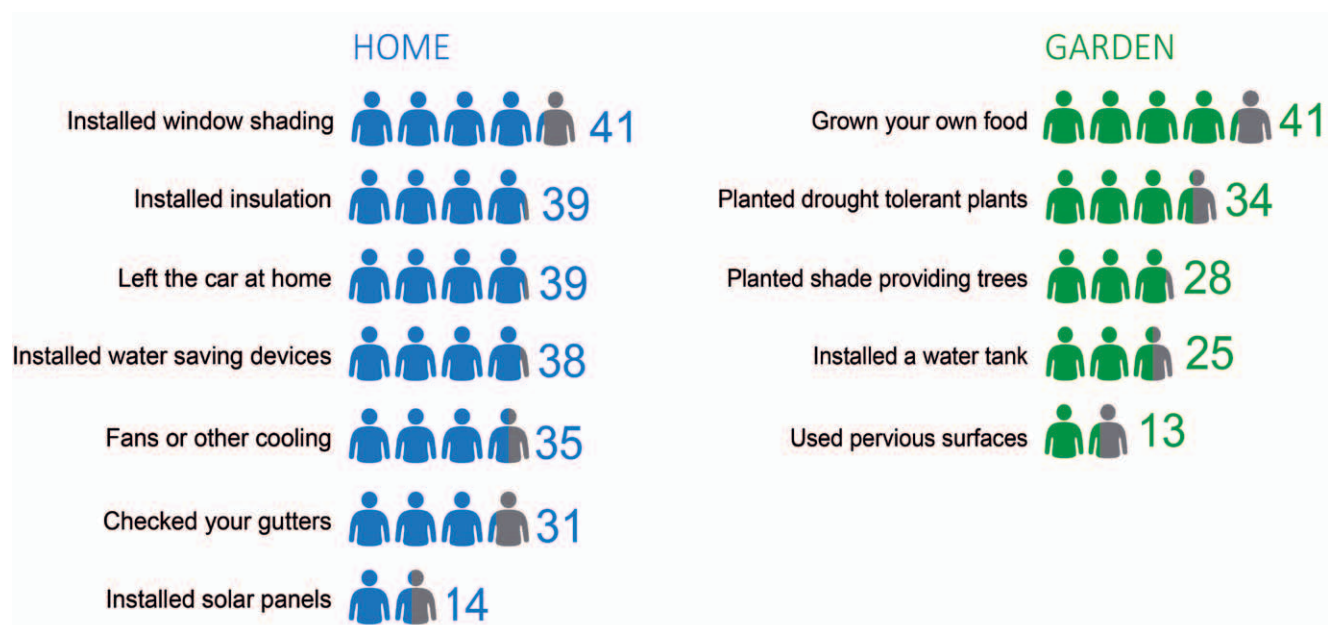 HOME
Installed window shading 41
Installed insulation 39
Left the car at home 39
Installed water saving devices 38
Fans or other cooling 35
Checked your gutters 31
Installed solar panels 14
GARDEN
Grown your own food 41
Planted drought tolerant plants 34
Planted shade providing trees 28
Installed a water tank 25
Used pervious surfaces 13